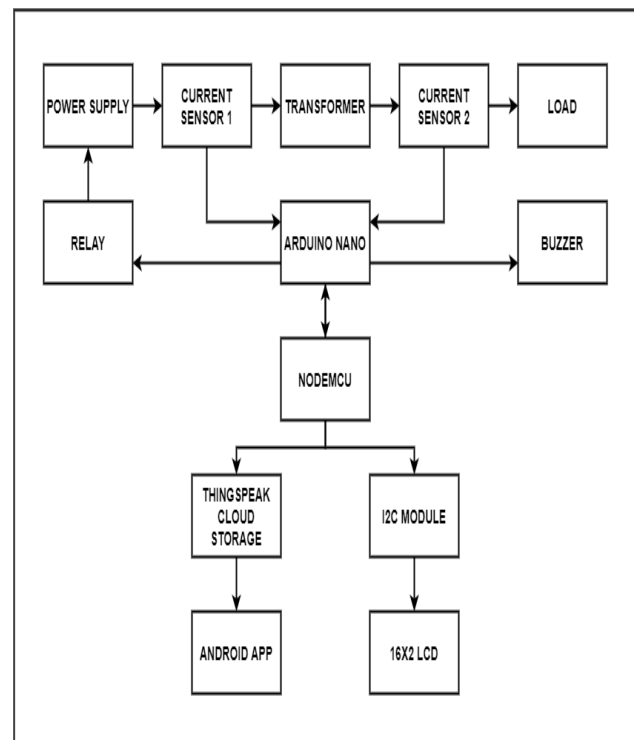 POWER SUPPLY
CURRENT
SENSOR 1
TRANSFORMER
CURRENT
SENSOR 2
LOAD
RELAY
ARDUINO NANO
BUZZER
NODEMCU
THINGSPEAK
CLOUD
STORAGE
I2C MODULE
ANDROID APP
16X2 LCD